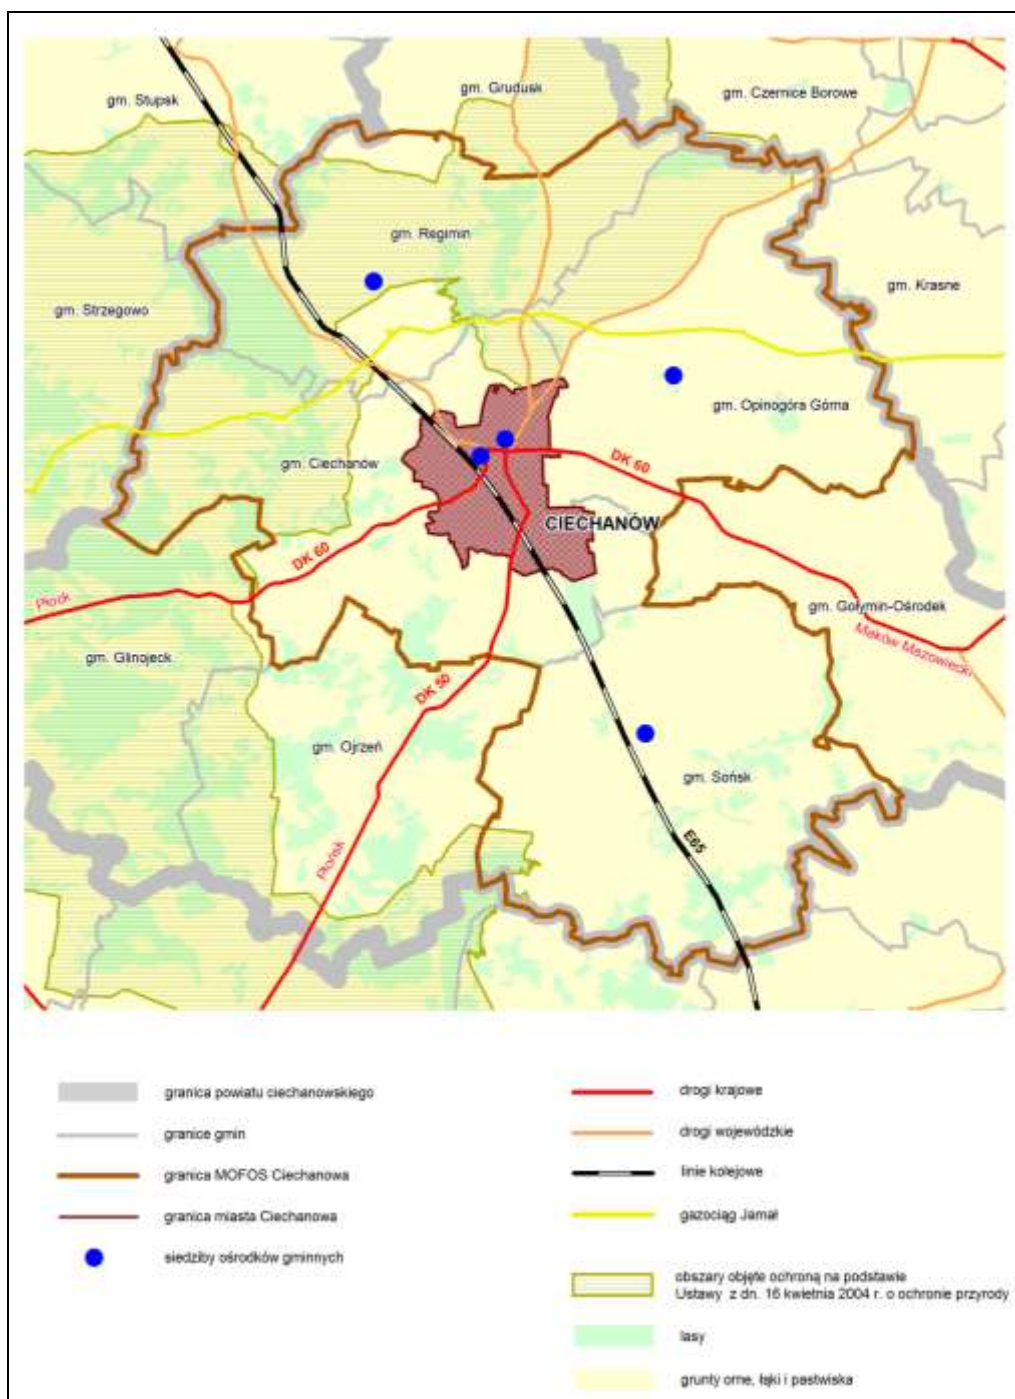 gm. Stupsk
gm. Grudusk
gm. Czernice Borowe
gm. Regimin
gm. Krasne
gm. Strzegowo
gm. Opinogóra Górna
gm. Ciechanów
DK 60
CIECHANÓW
DK 60
Płock
gm. Gołymin-Ośrodek
Maków Mazowiecki
gm. Glinojeck
DK 50
gm. Ojrzeń
gm. Sońsk
E65
Płońsk
granica powiatu ciechanowskiego
granice gmin
granica MOFOS Ciechanowa
granica miasta Ciechanowa
siedziby ośrodków gminnych
drogi krajowe
drogi wojewódzkie
linie kolejowe
gazociąg Jamał
obszary objęte ochroną na podstawie
Ustawy z dn. 16 kwietnia 2004 r. o ochronie przyrody
lasy
grunty orne, łąki i pastwiska